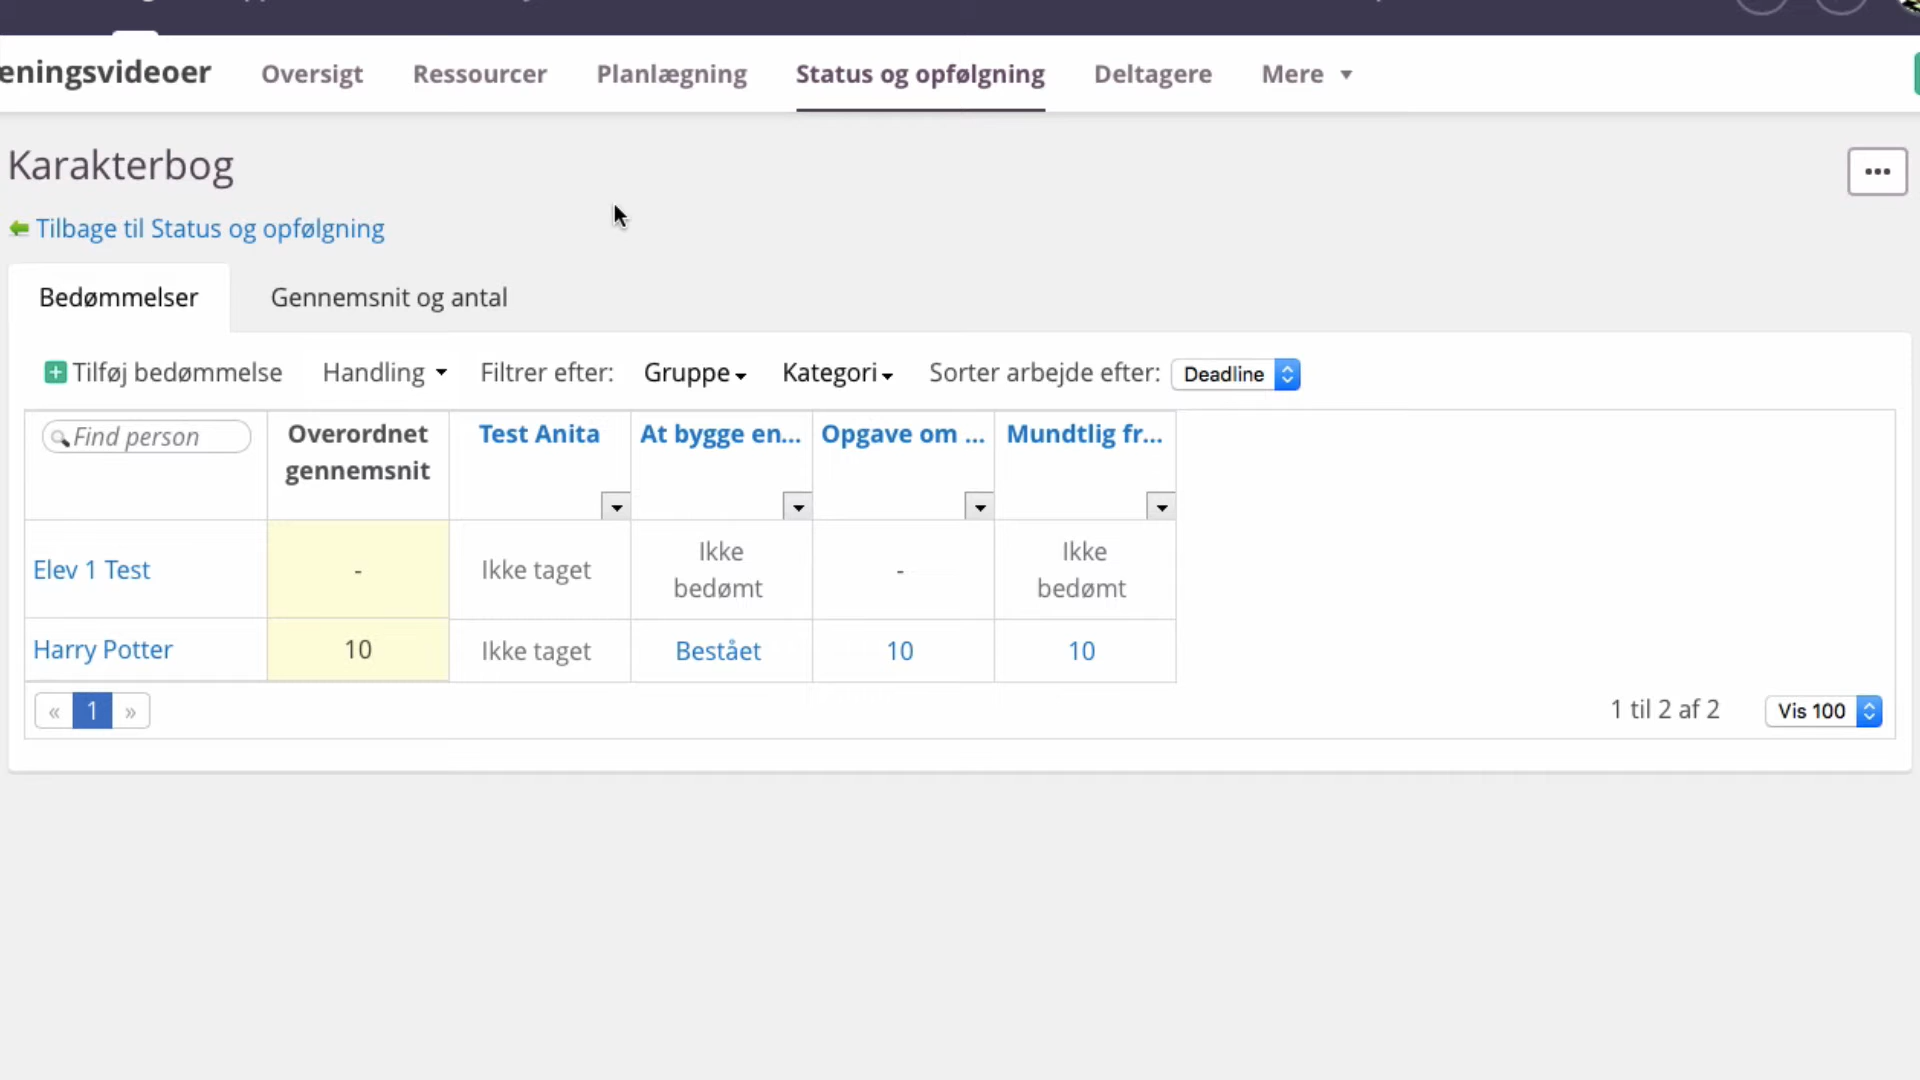 eningsvideoer Oversigt Ressourcer Planlægning Status og opfølgning Deltagere Mere
Karakterbog
Tilbage til Status og opfølgning
Bedømmelser Gennemsnit og antal
Tilføj bedømmelse Handling Filtrer efter: Gruppe Kategori Sorter arbejde efter: Deadline
Find person Overordnet gennemsnit Test Anita At bygge en... Opgave om ... Mundtlig fr...
Elev 1 Test - Ikke taget Ikke bedømt - Ikke bedømt
Harry Potter 10 Ikke taget Bestået 10 10
« 1 » 1 til 2 af 2 Vis 100